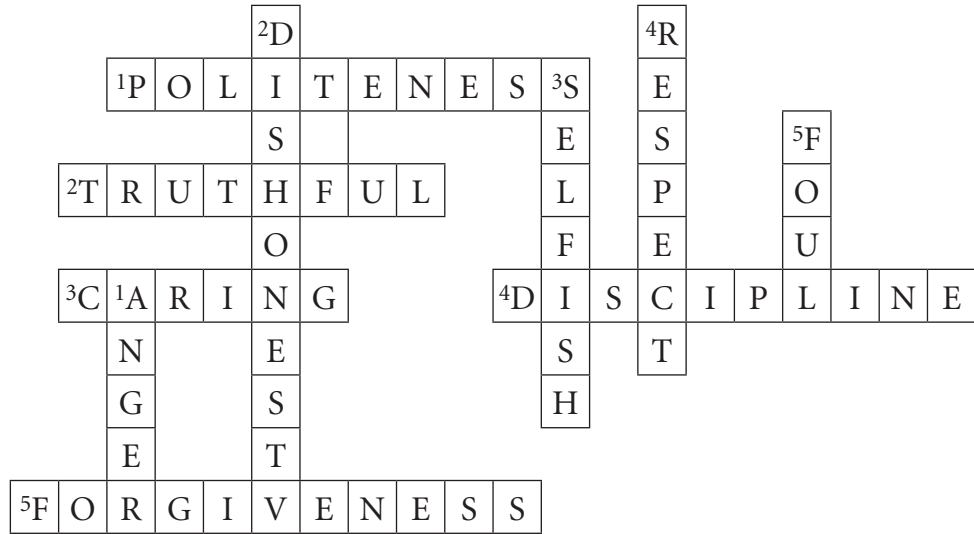 ²D ⁴R
¹P O L I T E N E S ³S E
S E S ⁵F
²T R U T H F U L L P O
O F E U
³C ¹A R I N G ⁴D I S C I P L I N E
N E S T
G S H
E T
⁵F O R G I V E N E S S